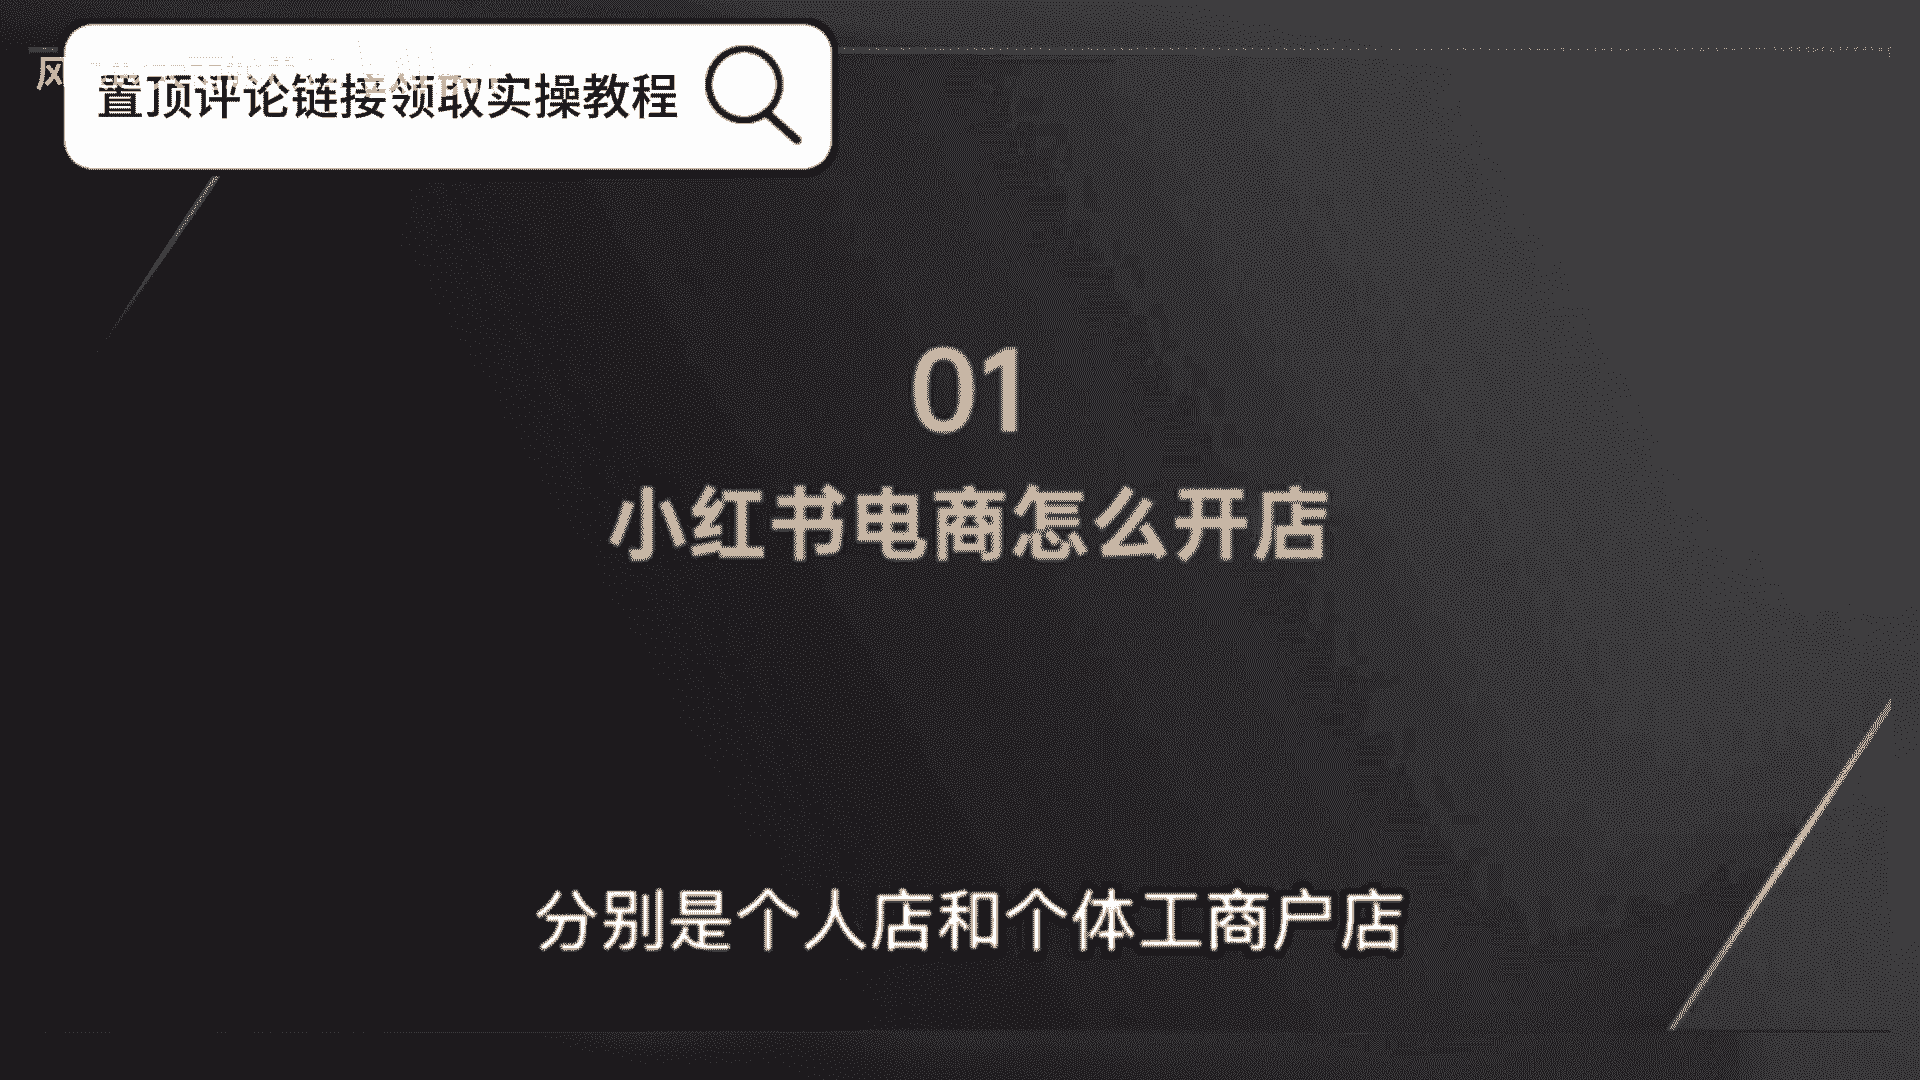 风
置顶评论链接领取实操教程
01
小红书电商怎么开店
分别是个人店和个体工商户店